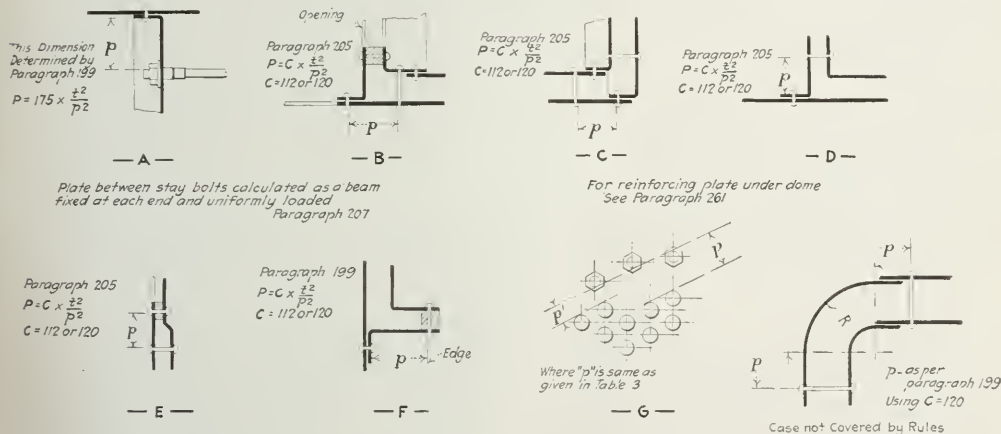 This Dimension
Determined by
Paragraph 199
P = 175 x t²/p²
p
— A —
Opening
Paragraph 205
P = C x t²/p²
C = 112 or 120
p
— B —
Paragraph 205
P = C x t²/p²
C = 112 or 120
p
— C —
Paragraph 205
P = C x t²/p²
C = 112 or 120
p
— D —
Plate between stay bolts calculated as a beam
fixed at each end and uniformly loaded
Paragraph 207
For reinforcing plate under dome
See Paragraph 261
Paragraph 205
P = C x t²/p²
C = 112 or 120
p
— E —
Paragraph 199
P = C x t²/p²
C = 112 or 120
p
Edge
— F —
p
p
Where "p" is same as
given in Table 3
— G —
p
R
p
p - as per
paragraph 199
Using C = 120
Case not Covered by Rules